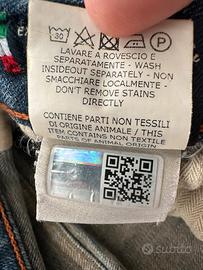 30
P
LAVARE A ROVESCIO E
SEPARATAMENTE - WASH
INSIDEOUT SEPARATELY - NON
SMACCHIARE LOCALMENTE -
DON'T REMOVE STAINS
DIRECTLY
CONTIENE PARTI NON TESSILI
DI ORIGINE ANIMALE / THIS
ITEM CONTAINS NON TEXTILE
PARTS OF ANIMAL ORIGIN
subito